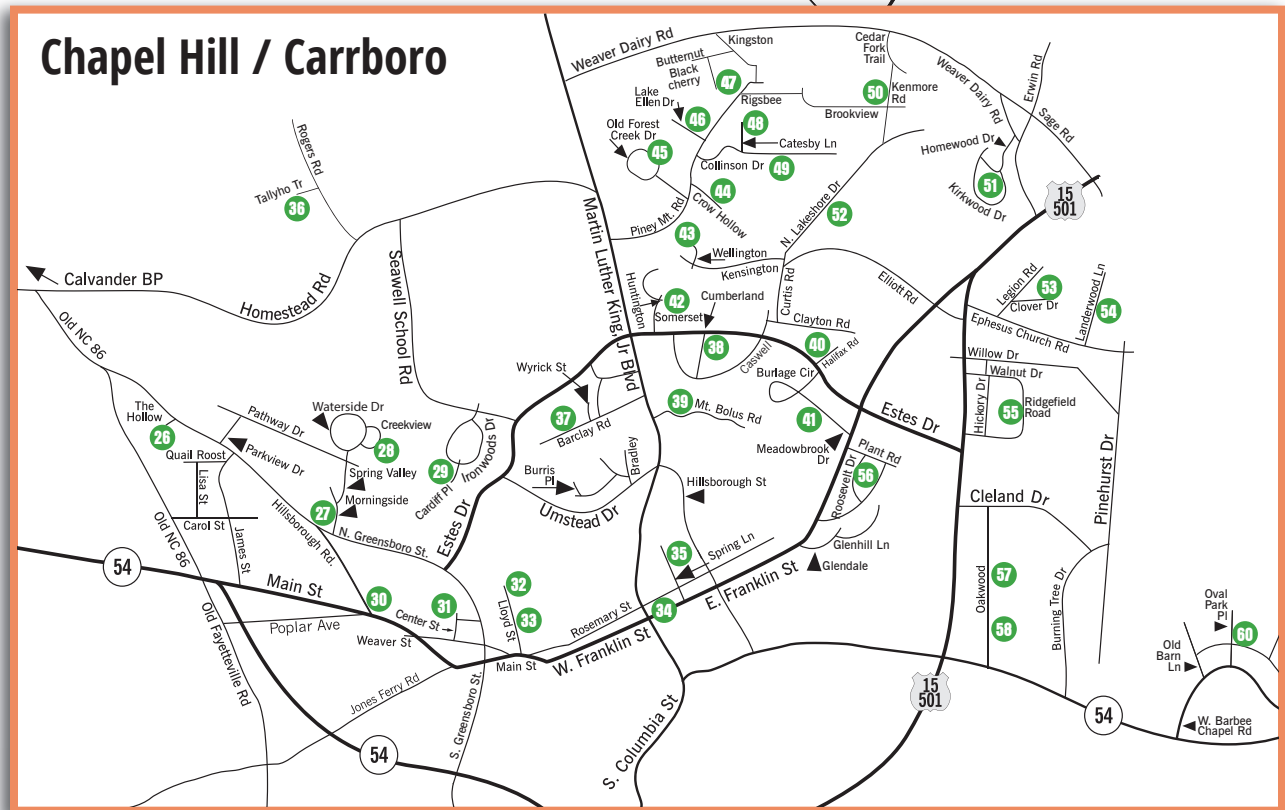 Chapel Hill / Carrboro
Weaver Dairy Rd
Kingston
Butternut
Black
cherry
47
Cedar
Fork
Trail
Weaver Dairy Rd
Erwin Rd
Sage Rd
Lake
Ellen Dr
46
Rigsbee
50
Kenmore
Rd
Brookview
Old Forest
Creek Dr
45
48
Catesby Ln
Collinson Dr
49
Homewood Dr
51
Kirkwood Dr
15
501
Rogers Rd
Tallyho Tr
36
44
Crow Hollow
Piney Mt. Rd
N. Lakeshore Dr
52
Martin Luther King, Jr Blvd
43
Wellington
Kensington
Calvander BP
Homestead Rd
Seawell School Rd
Huntington
42
Somerset
Cumberland
Curtis Rd
Elliott Rd
Legion Rd
53
Clover Dr
Landerwood Ln
54
Ephesus Church Rd
Old NC 86
38
Caswell
Clayton Rd
40
Halifax Rd
Burlage Cir
Willow Dr
Walnut Dr
Hickory Dr
55
Ridgefield
Road
Wyrick St
37
Barclay Rd
39
Mt. Bolus Rd
41
Estes Dr
Meadowbrook
Dr
Plant Rd
56
Roosevelt Dr
Pinehurst Dr
The
Hollow
26
Pathway Dr
Waterside Dr
Creekview
28
Quail Roost
Parkview Dr
Lisa St
Spring Valley
Morningside
27
29
Cardiff Pl
Ironwoods Dr
Burris
Pl
Bradley
Umstead Dr
Hillsborough St
Cleland Dr
Carol St
Old NC 86
James St
Hillsborough Rd.
N. Greensboro St.
Estes Dr
35
Spring Ln
Glenhill Ln
Glendale
E. Franklin St
54
Main St
30
Center St
31
32
Lloyd St
33
Rosemary St
34
Oakwood
57
58
Burning Tree Dr
Oval
Park
Pl
60
Old
Barn
Ln
Poplar Ave
Weaver St
Main St
W. Franklin St
Old Fayetteville Rd
Jones Ferry Rd
S. Greensboro St.
S. Columbia St
15
501
54
54
W. Barbee
Chapel Rd